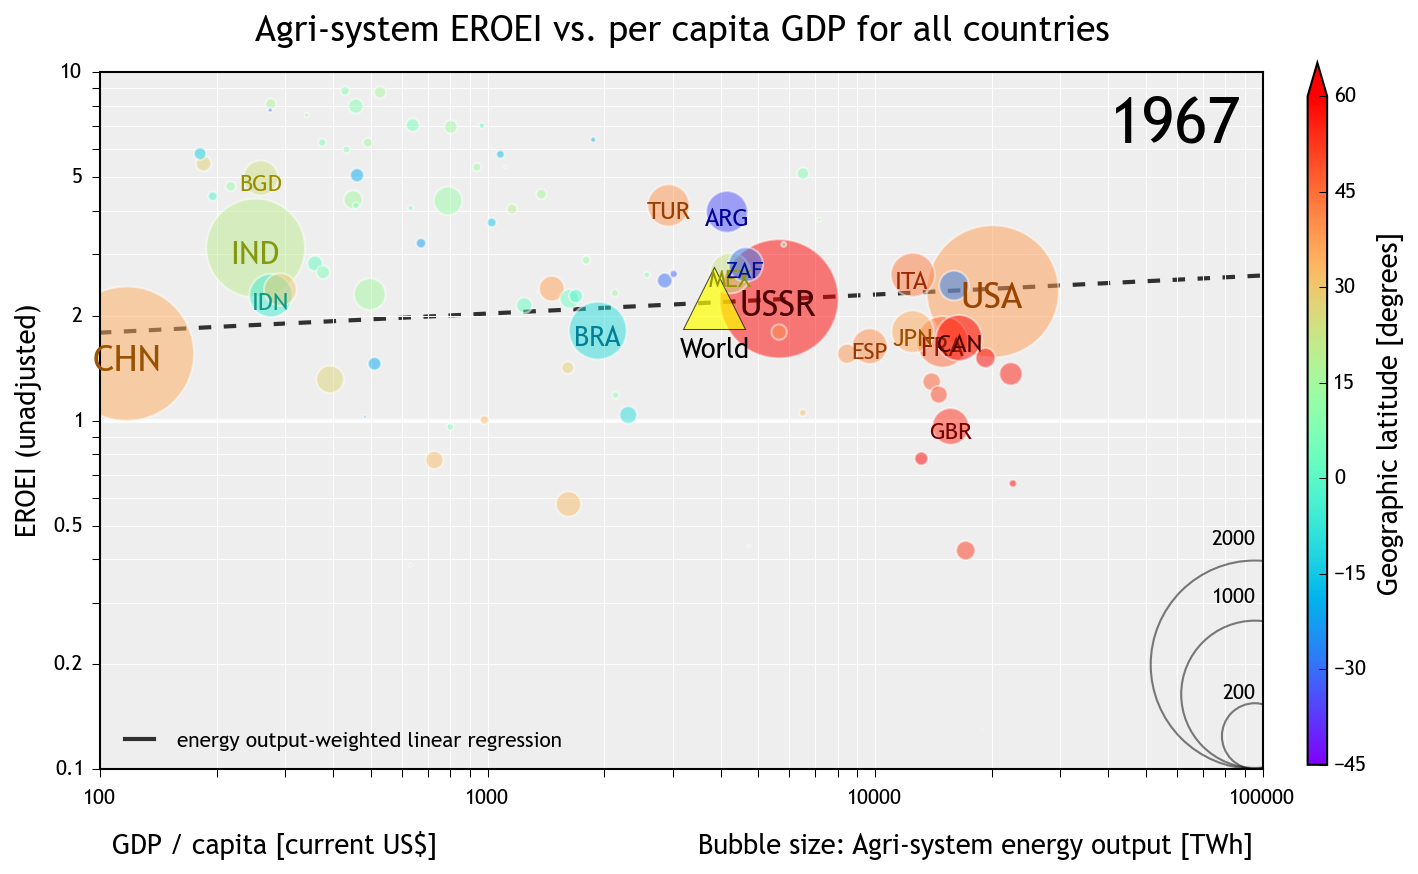 Agri-system EROEI vs. per capita GDP for all countries
1967
10
5
2
1
0.5
0.2
0.1
EROEI (unadjusted)
BGD
IND
IDN
CHN
TUR
ARG
ZAF
MEX
USSR
BRA
World
ITA
USA
JPN
ESP
FRA
CAN
GBR
2000
1000
200
energy output-weighted linear regression
100
1000
10000
100000
GDP / capita [current US$]
Bubble size: Agri-system energy output [TWh]
60
45
30
15
0
−15
−30
−45
Geographic latitude [degrees]